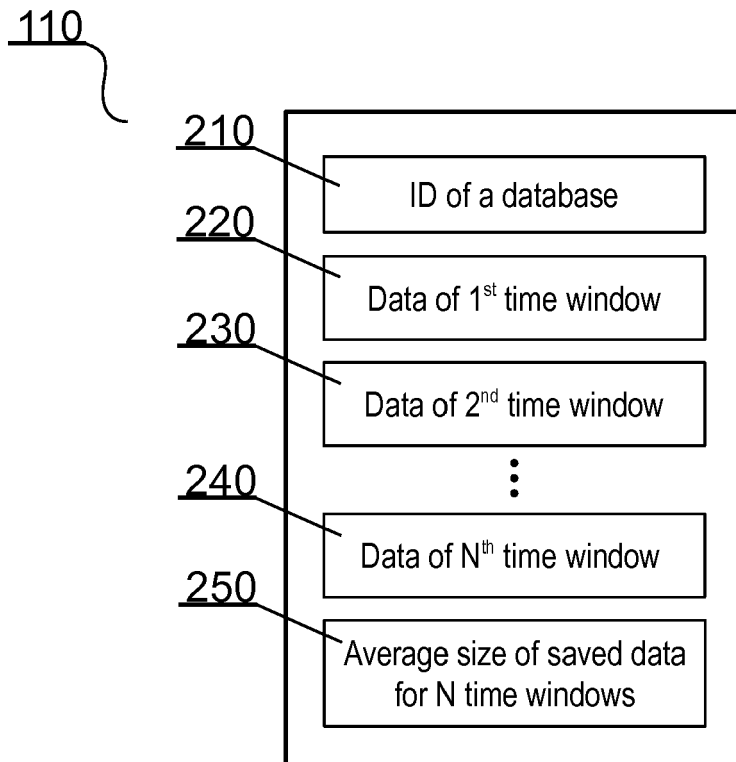 110
210
ID of a database
220
Data of 1st time window
230
Data of 2nd time window
240
Data of Nth time window
250
Average size of saved data
for N time windows